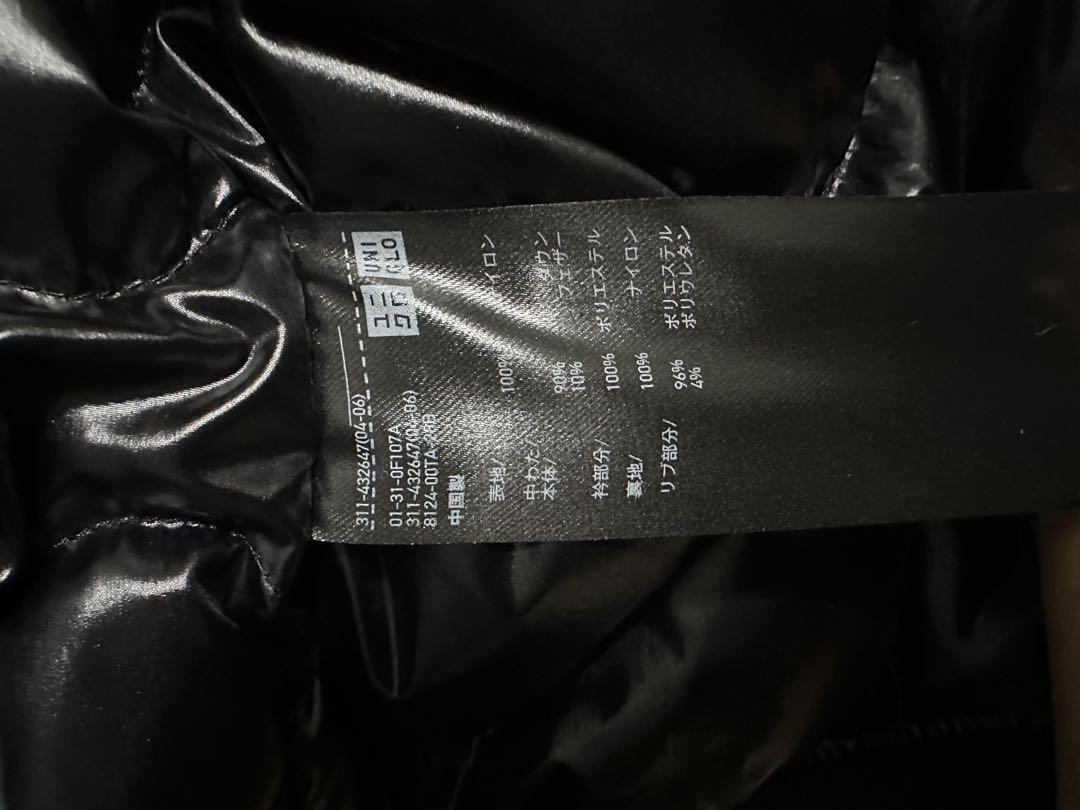 ユニ UNI
クロ QLO
311-432647(04-06)
01-31-0F107A
311-432647(04-06)
8124-00TA
中国製
表地/ 100% ナイロン
中わた/
本体/ 90% ダウン
10% フェザー
衿部分/ 100% ポリエステル
裏地/ 100% ナイロン
リブ部分/ 96% ポリエステル
4% ポリウレタン